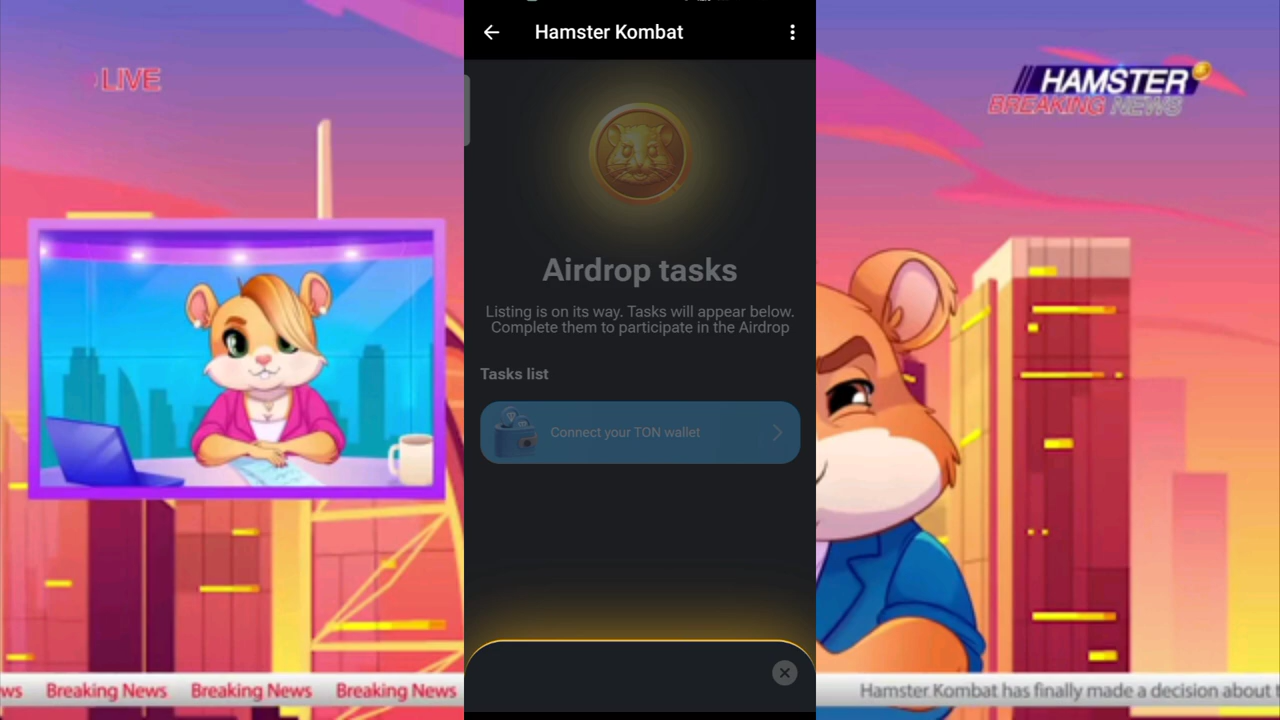 LIVE
Hamster Kombat
HAMSTER
BREAKING NEWS
Airdrop tasks
Listing is on its way. Tasks will appear below.
Complete them to participate in the Airdrop
Tasks list
Connect your TON wallet
ws Breaking News Breaking News Breaking News
Hamster Kombat has finally made a decision about t